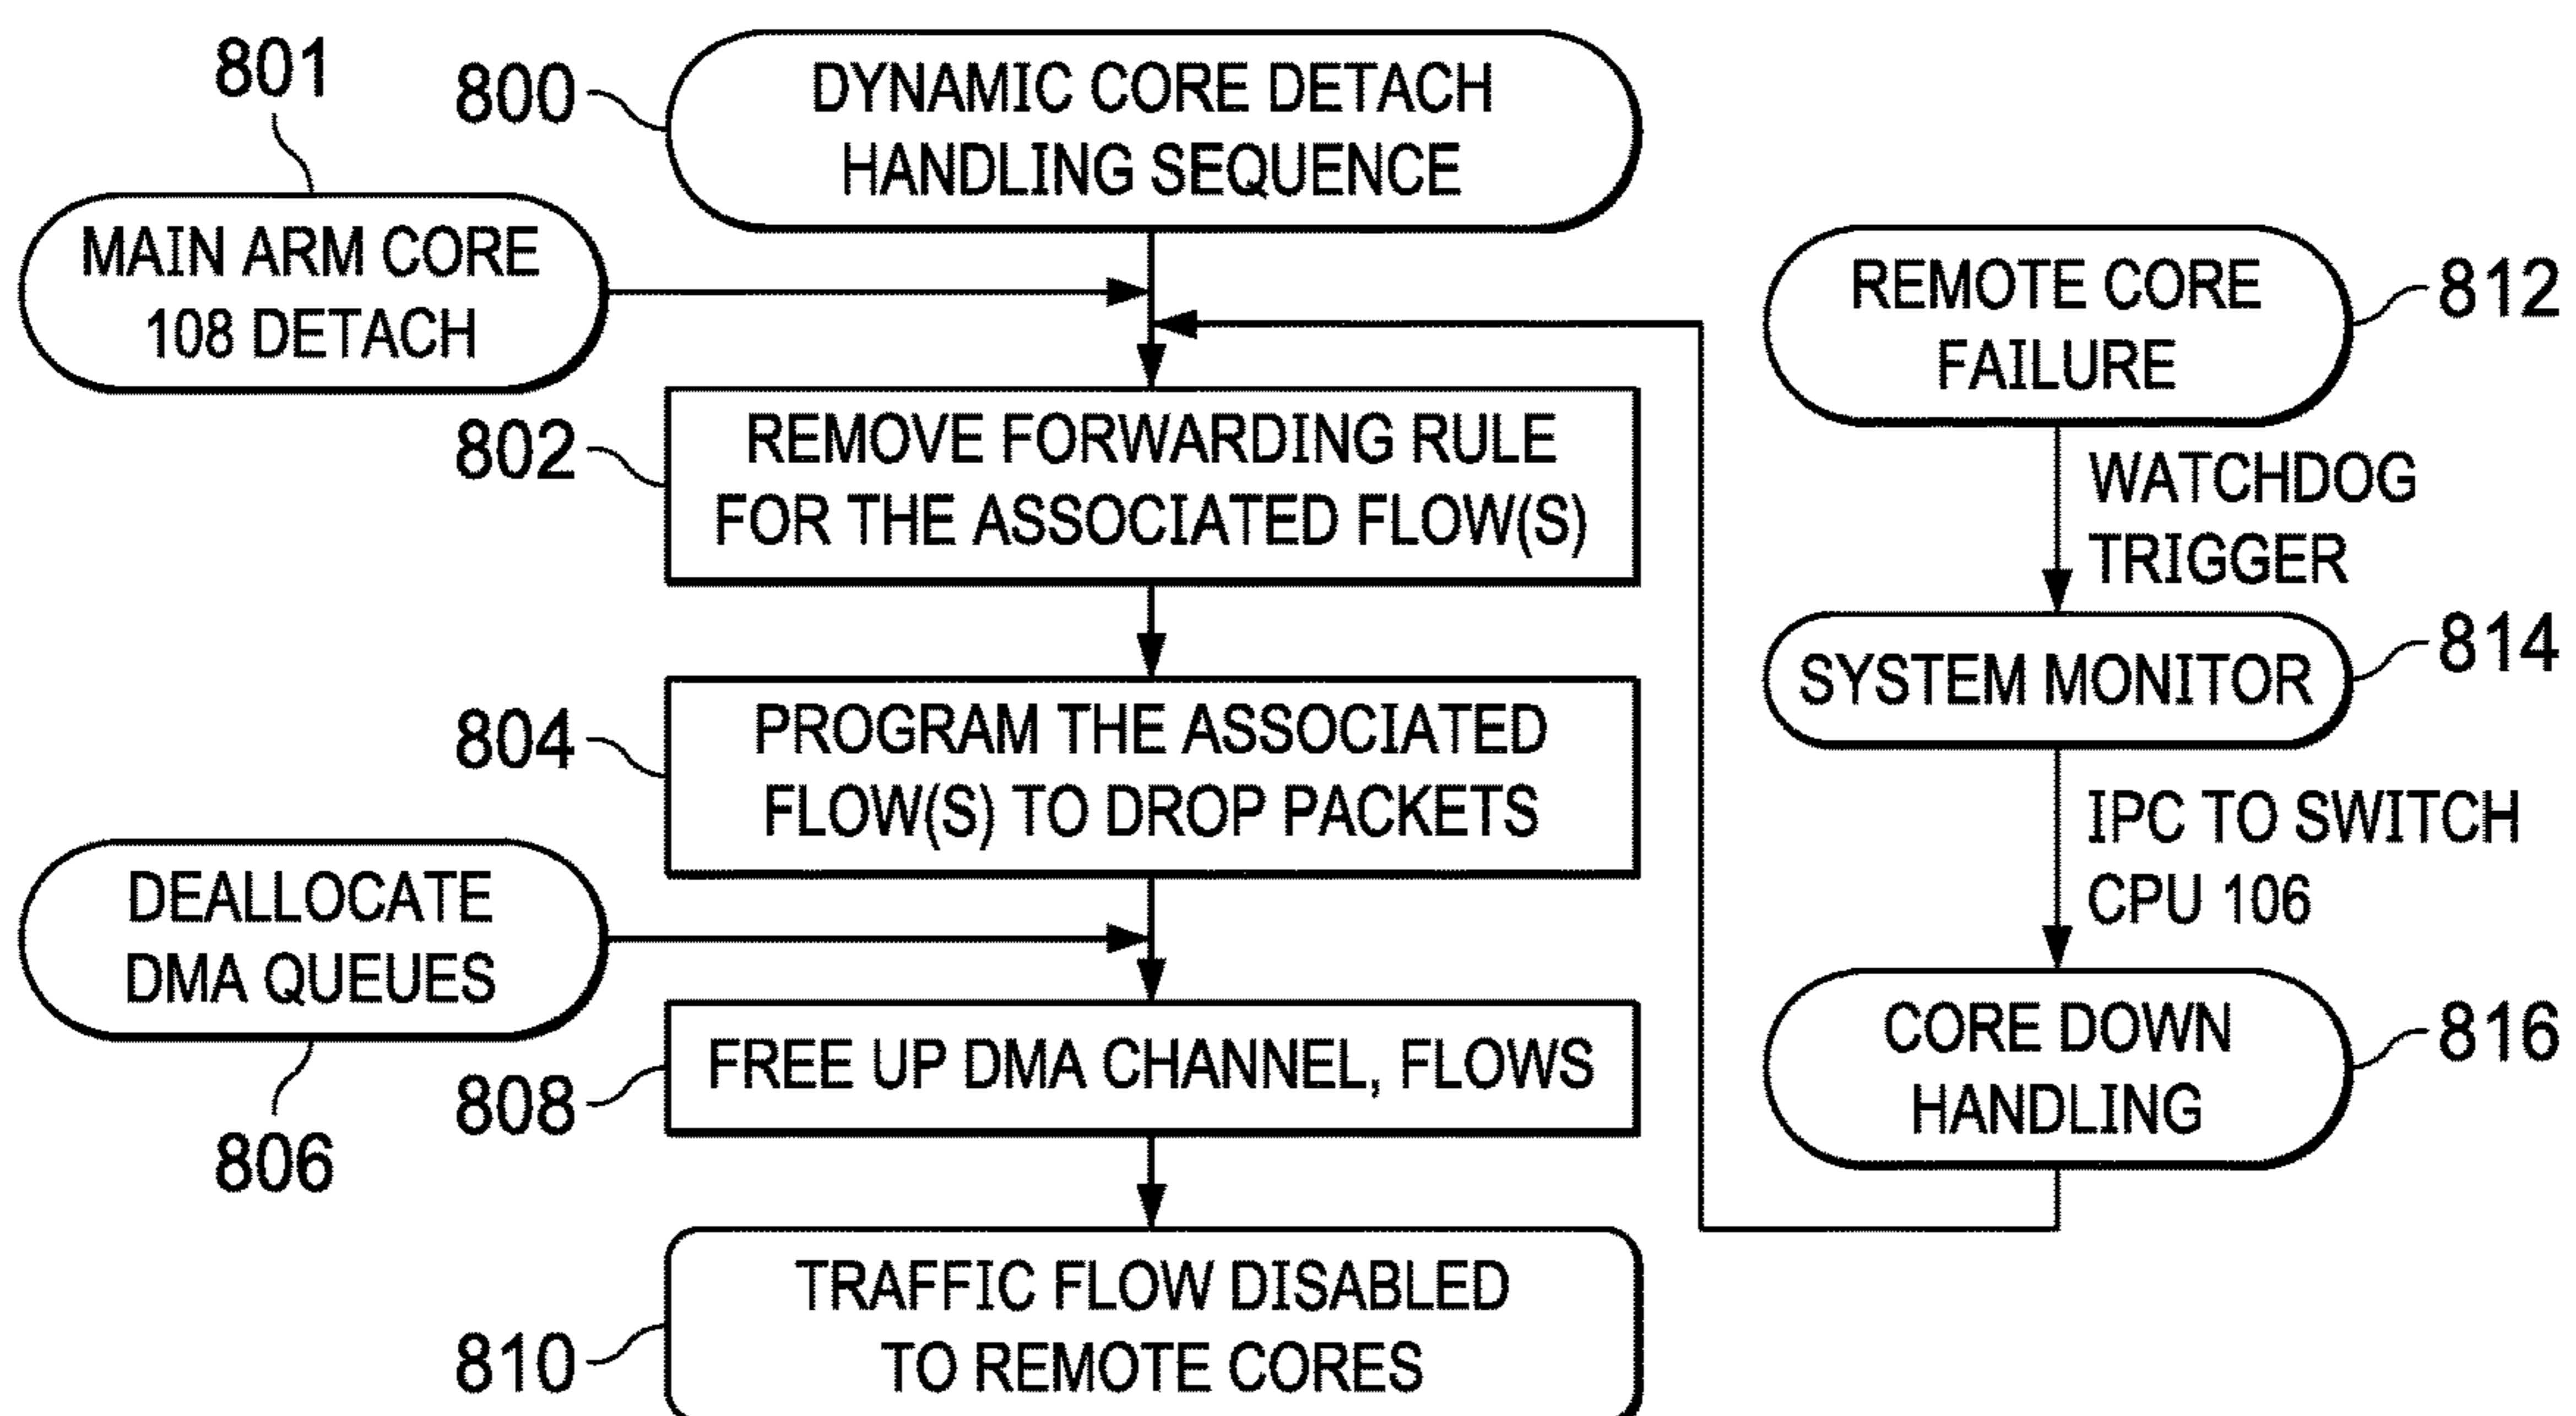 801
800
DYNAMIC CORE DETACH
HANDLING SEQUENCE
MAIN ARM CORE
108 DETACH
REMOTE CORE
FAILURE
812
802
REMOVE FORWARDING RULE
FOR THE ASSOCIATED FLOW(S)
WATCHDOG
TRIGGER
804
PROGRAM THE ASSOCIATED
FLOW(S) TO DROP PACKETS
SYSTEM MONITOR
814
IPC TO SWITCH
CPU 106
DEALLOCATE
DMA QUEUES
806
808
FREE UP DMA CHANNEL, FLOWS
CORE DOWN
HANDLING
816
810
TRAFFIC FLOW DISABLED
TO REMOTE CORES